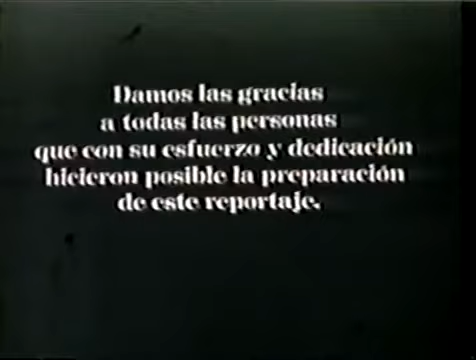 Damos las gracias
a todas las personas
que con su esfuerzo y dedicación
hicieron posible la preparación
de este reportaje.